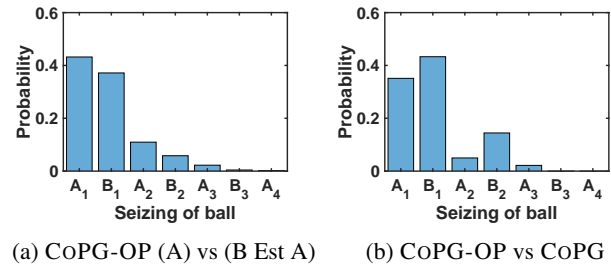 0.6
0.4
0.2
0
Probability
A1 B1 A2 B2 A3 B3 A4
Seizing of ball
(a) COPG-OP (A) vs (B Est A)
0.6
0.4
0.2
0
Probability
A1 B1 A2 B2 A3 B3 A4
Seizing of ball
(b) COPG-OP vs COPG